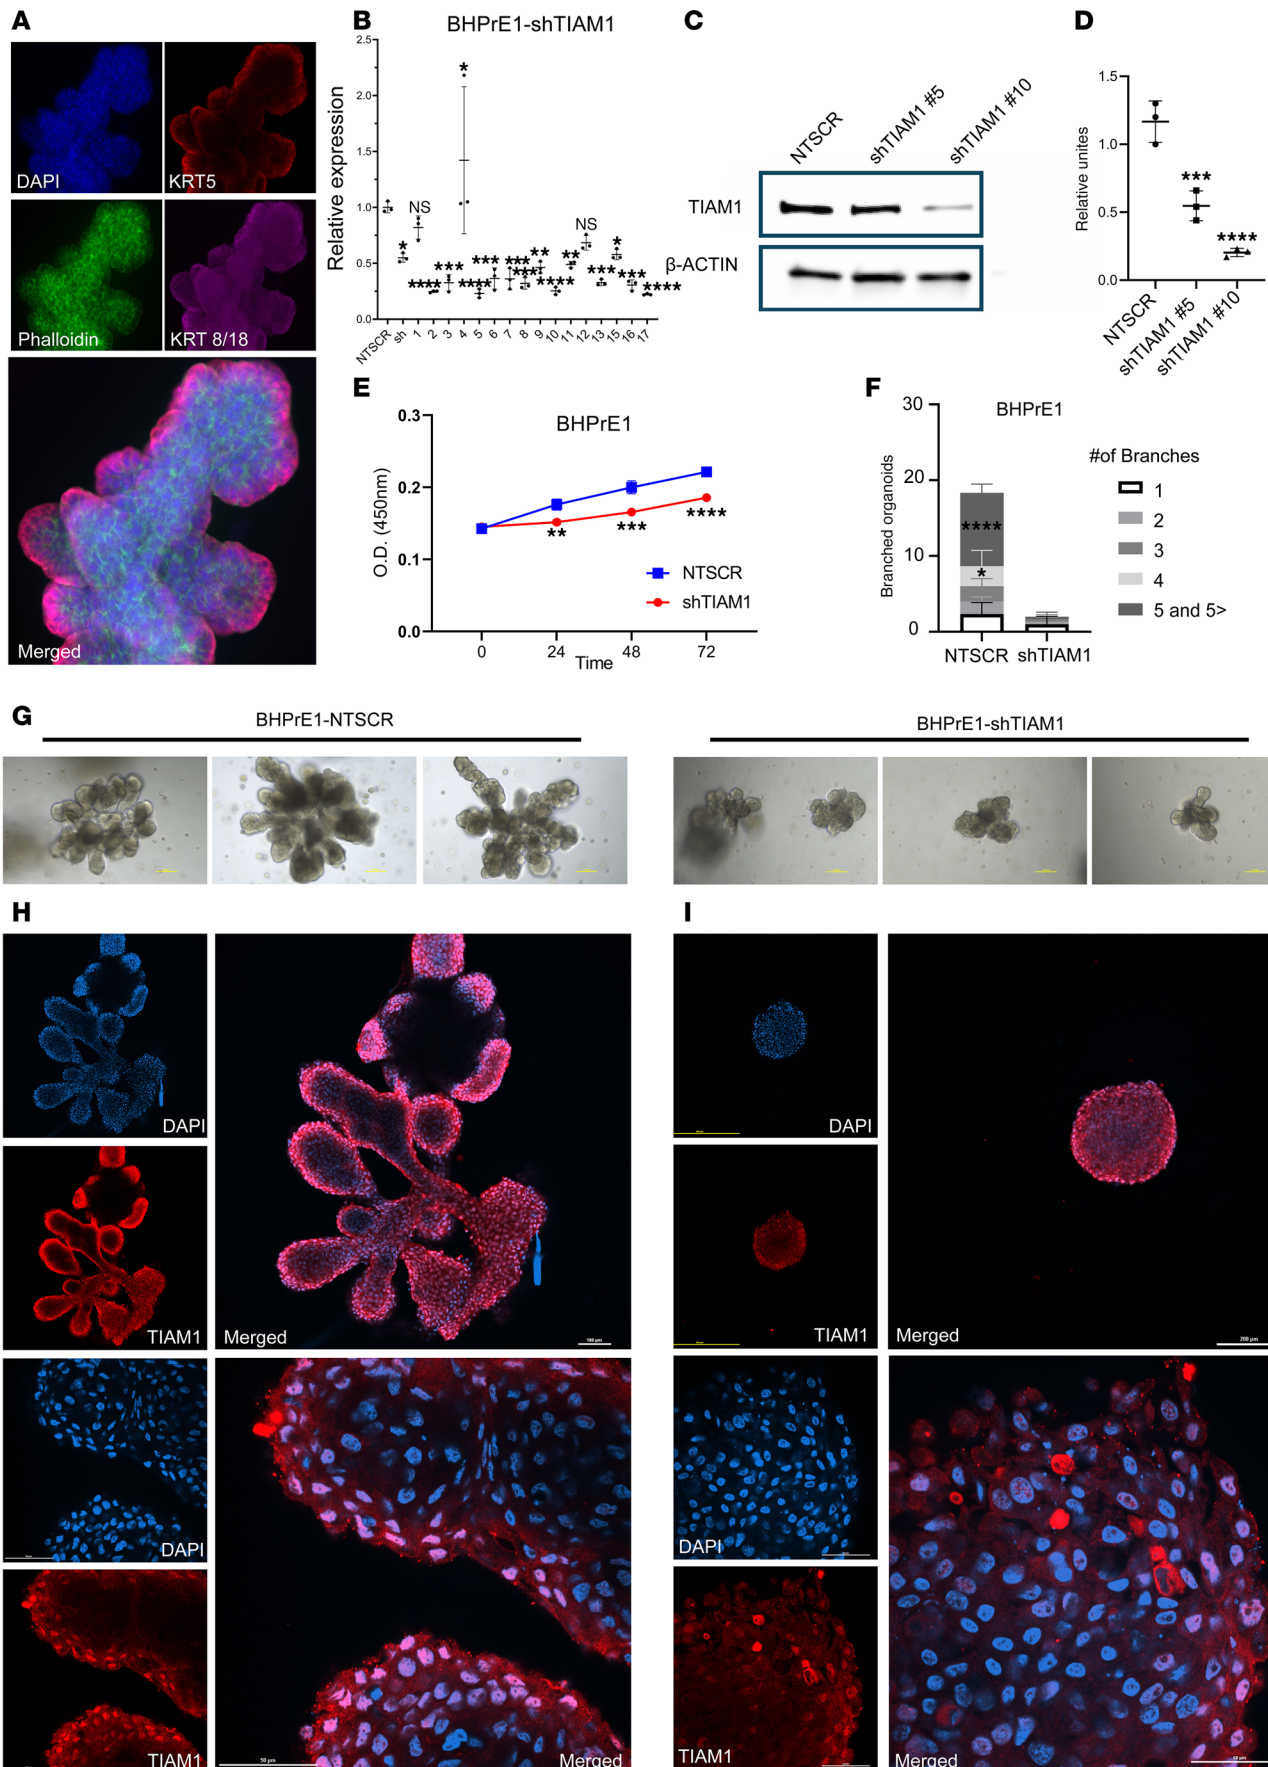 A
DAPI
KRT5
Phalloidin
KRT 8/18
Merged
B
BHPrE1-shTIAM1
Relative expression
2.5
2.0
1.5
1.0
0.5
0.0
*
NS
*
****
***
****
***
***
***
**
****
**
NS
***
*
***
****
NTSCR
sh
1
2
3
4
5
6
7
8
9
10
11
12
13
15
16
17
C
NTSCR
shTIAM1 #5
shTIAM1 #10
TIAM1
β-ACTIN
D
Relative unites
1.5
1.0
0.5
0.0
***
****
NTSCR
shTIAM1 #5
shTIAM1 #10
E
BHPrE1
O.D. (450nm)
0.3
0.2
0.1
0.0
**
***
****
NTSCR
shTIAM1
0
24
48
72
Time
F
BHPrE1
Branched organoids
30
20
10
0
****
*
NTSCR
shTIAM1
#of Branches
1
2
3
4
5 and 5>
G
BHPrE1-NTSCR
BHPrE1-shTIAM1
H
DAPI
TIAM1
Merged
100 µm
DAPI
TIAM1
50 µm
Merged
I
DAPI
TIAM1
Merged
200 µm
DAPI
TIAM1
Merged